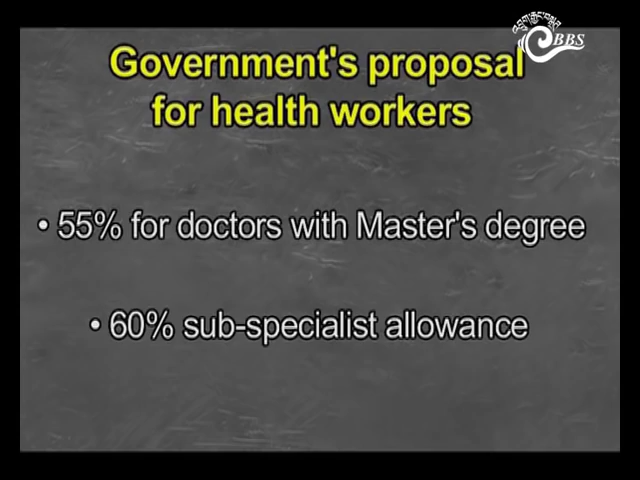 BBS
Government's proposal
for health workers
• 55% for doctors with Master's degree
• 60% sub-specialist allowance